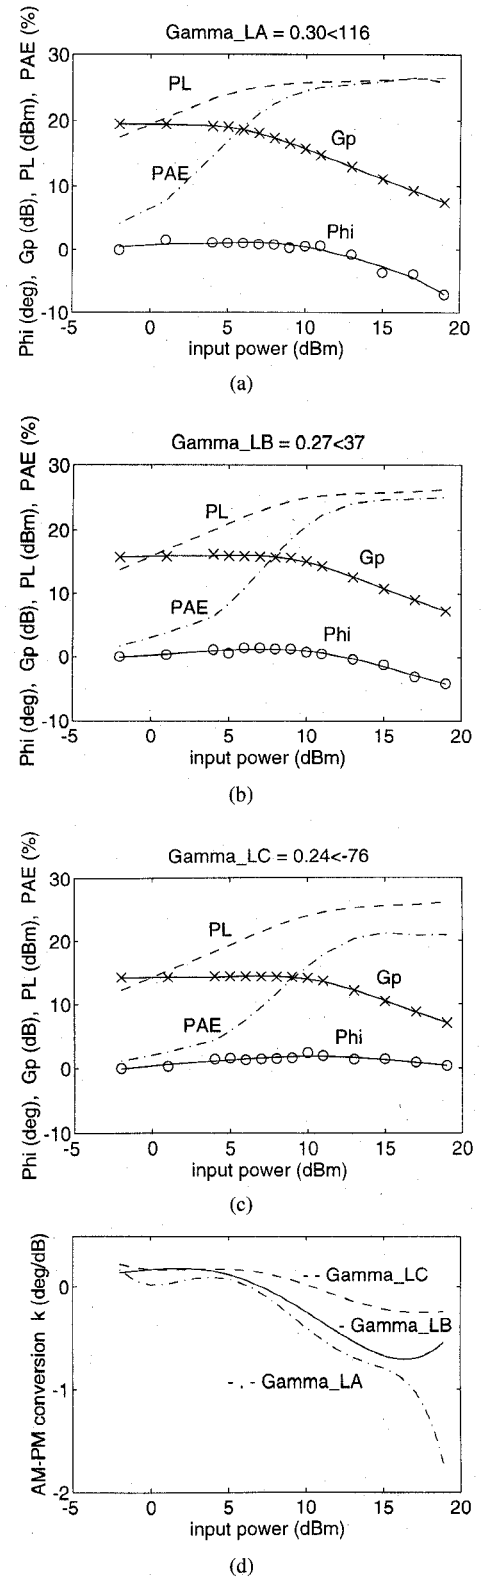 Gamma_LA = 0.30<116
Phi (deg), Gp (dB), PL (dBm), PAE (%)
30
20
10
0
-10
PL
Gp
PAE
Phi
-5 0 5 10 15 20
input power (dBm)
(a)
Gamma_LB = 0.27<37
Phi (deg), Gp (dB), PL (dBm), PAE (%)
30
20
10
0
-10
PL
Gp
PAE
Phi
-5 0 5 10 15 20
input power (dBm)
(b)
Gamma_LC = 0.24<-76
Phi (deg), Gp (dB), PL (dBm), PAE (%)
30
20
10
0
-10
PL
Gp
PAE
Phi
-5 0 5 10 15 20
input power (dBm)
(c)
AM-PM conversion k (deg/dB)
0
-1
-2
Gamma_LC
Gamma_LB
Gamma_LA
-5 0 5 10 15 20
input power (dBm)
(d)